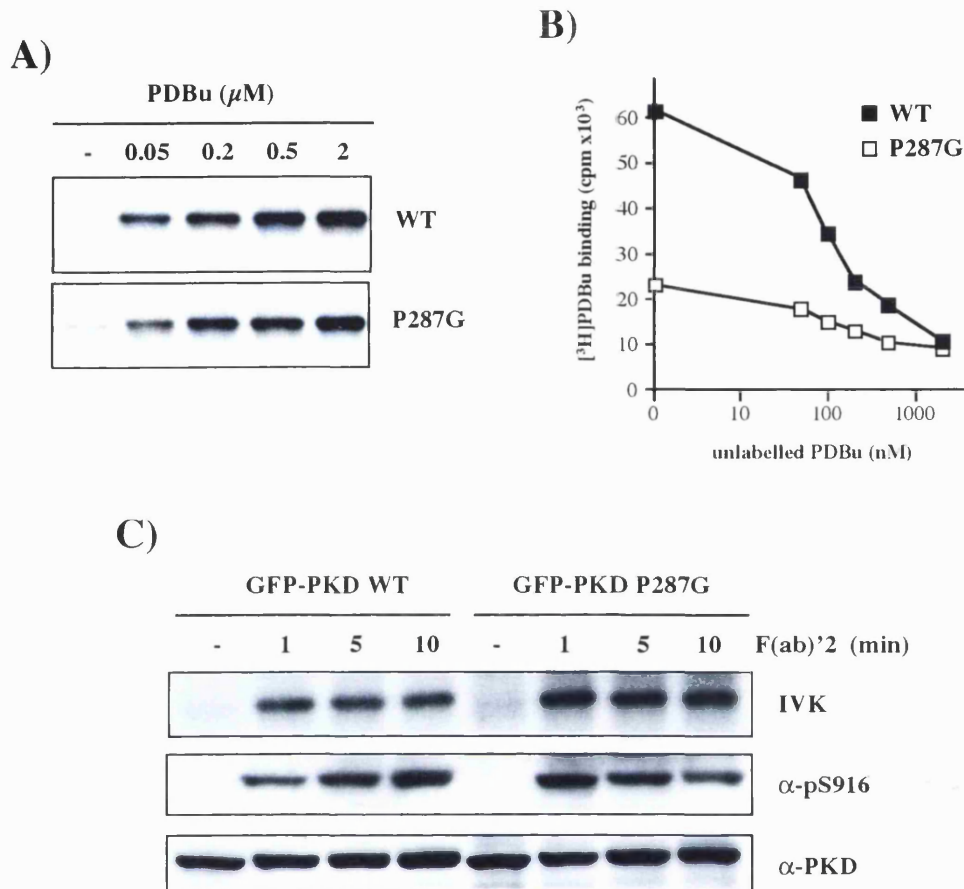 A)
PDBu (µM)
- 0.05 0.2 0.5 2
WT
P287G
B)
[³H]PDBu binding (cpm x10³)
60
50
40
30
20
10
0
0 10 100 1000
unlabelled PDBu (nM)
WT
P287G
C)
GFP-PKD WT GFP-PKD P287G
- 1 5 10 - 1 5 10 F(ab)'2 (min)
IVK
α-pS916
α-PKD